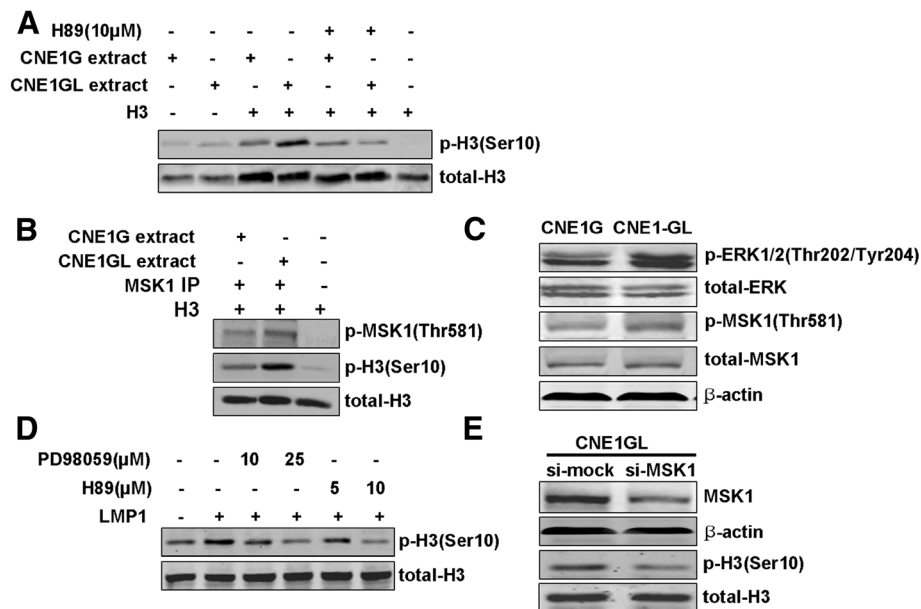 A
H89(10µM) - - - - + + -
CNE1G extract + - + - + - -
CNE1GL extract - + - + - + -
H3 - - + + + + +
p-H3(Ser10)
total-H3
B
CNE1G extract + - -
CNE1GL extract - + -
MSK1 IP + + -
H3 + + +
p-MSK1(Thr581)
p-H3(Ser10)
total-H3
C
CNE1G CNE1-GL
p-ERK1/2(Thr202/Tyr204)
total-ERK
p-MSK1(Thr581)
total-MSK1
β-actin
D
PD98059(µM) - - 10 25 - -
H89(µM) - - - - 5 10
LMP1 - + + + + +
p-H3(Ser10)
total-H3
E
CNE1GL
si-mock si-MSK1
MSK1
β-actin
p-H3(Ser10)
total-H3